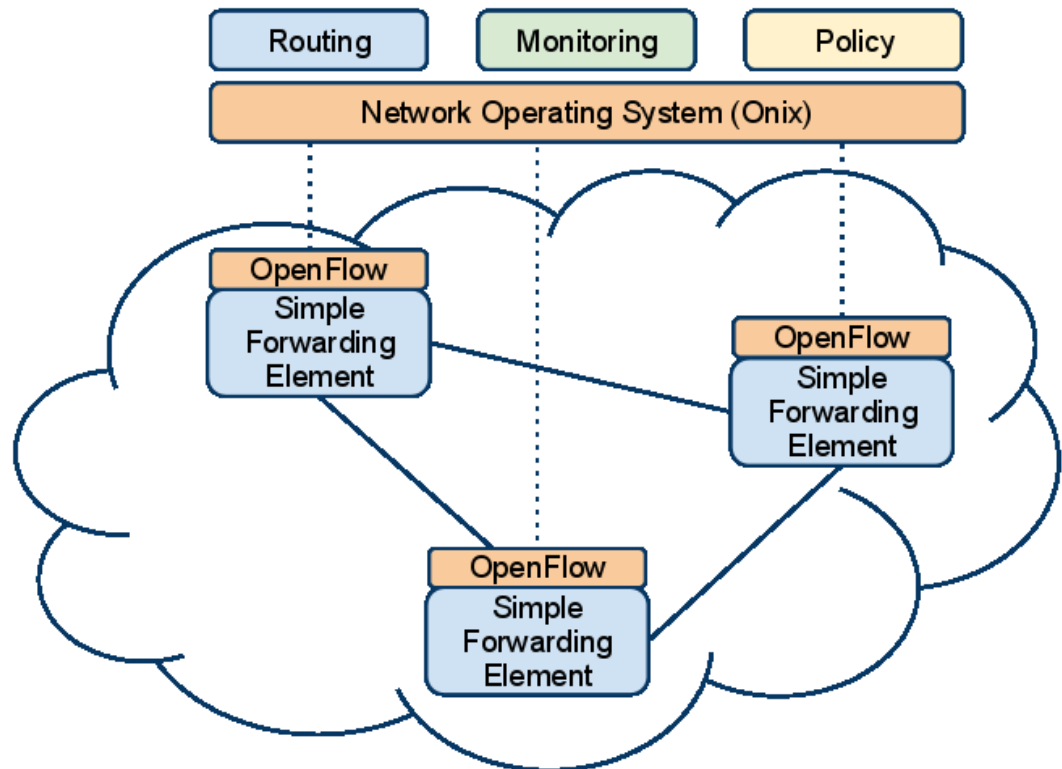 Routing
Monitoring
Policy
Network Operating System (Onix)
OpenFlow
Simple
Forwarding
Element
OpenFlow
Simple
Forwarding
Element
OpenFlow
Simple
Forwarding
Element